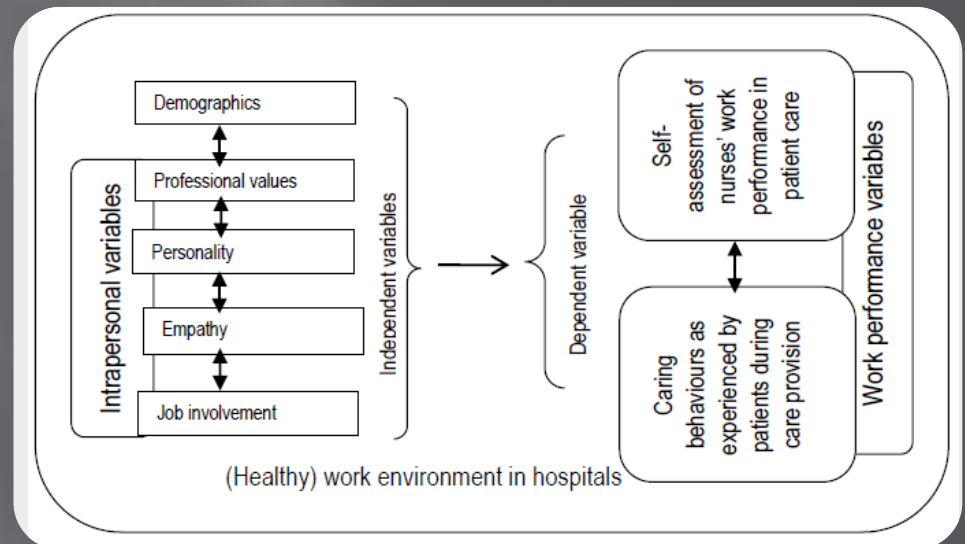 Demographics
Professional values
Personality
Empathy
Job involvement
Intrapersonal variables
Independent variables
Dependent variable
Self-
assessment of
nurses' work
performance in
patient care
Caring
behaviours as
experienced by
patients during
care provision
Work performance variables
(Healthy) work environment in hospitals